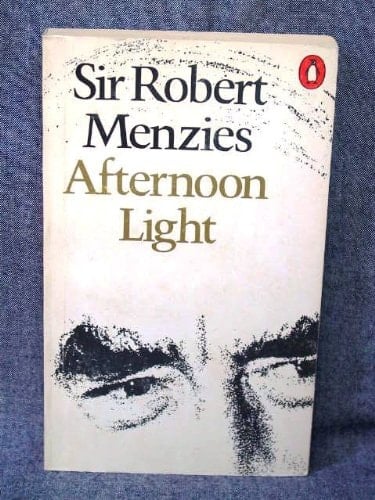 Sir Robert
Menzies
Afternoon
Light